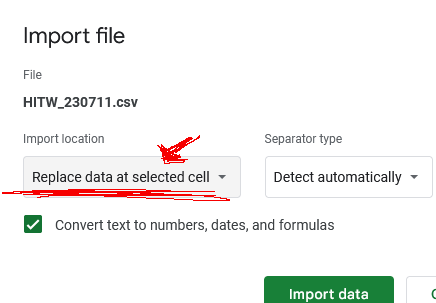 Import file
File
HITW_230711.csv
Import location
Separator type
Replace data at selected cell
Detect automatically
Convert text to numbers, dates, and formulas
Import data